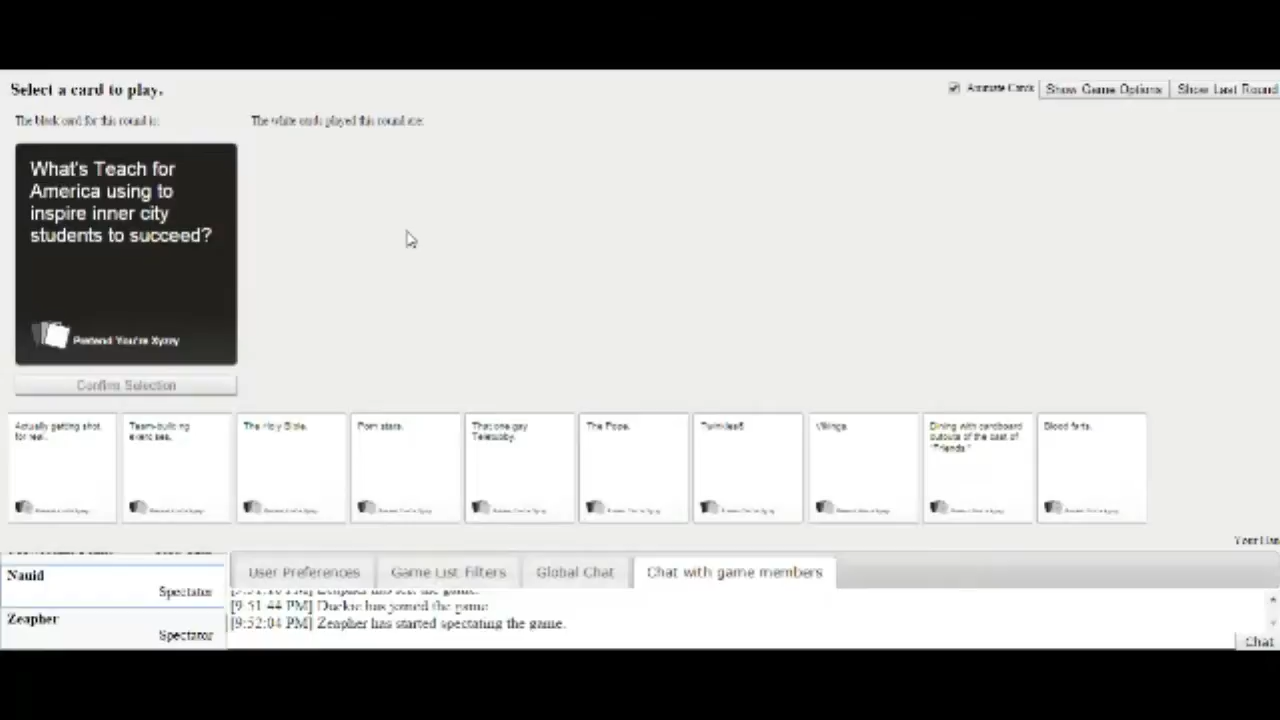 Select a card to play.
Animate Cards
Show Game Options
Show Last Round
The black card for this round is:
The white cards played this round are:
What's Teach for
America using to
inspire inner city
students to succeed?
Pretend You're Xyzzy
Confirm Selection
Actually getting shot,
for real.
Team-building
exercises.
The Holy Bible.
Porn stars.
That one gay
Teletubby.
The Pope.
Twinkies®
Vikings.
Dining with cardboard
cutouts of the cast of
"Friends."
Blood farts.
Nauid
Spectator
Zeapher
Spectator
User Preferences
Game List Filters
Global Chat
Chat with game members
[9:51:44 PM] Duckie has joined the game.
[9:52:04 PM] Zeapher has started spectating the game.
Chat